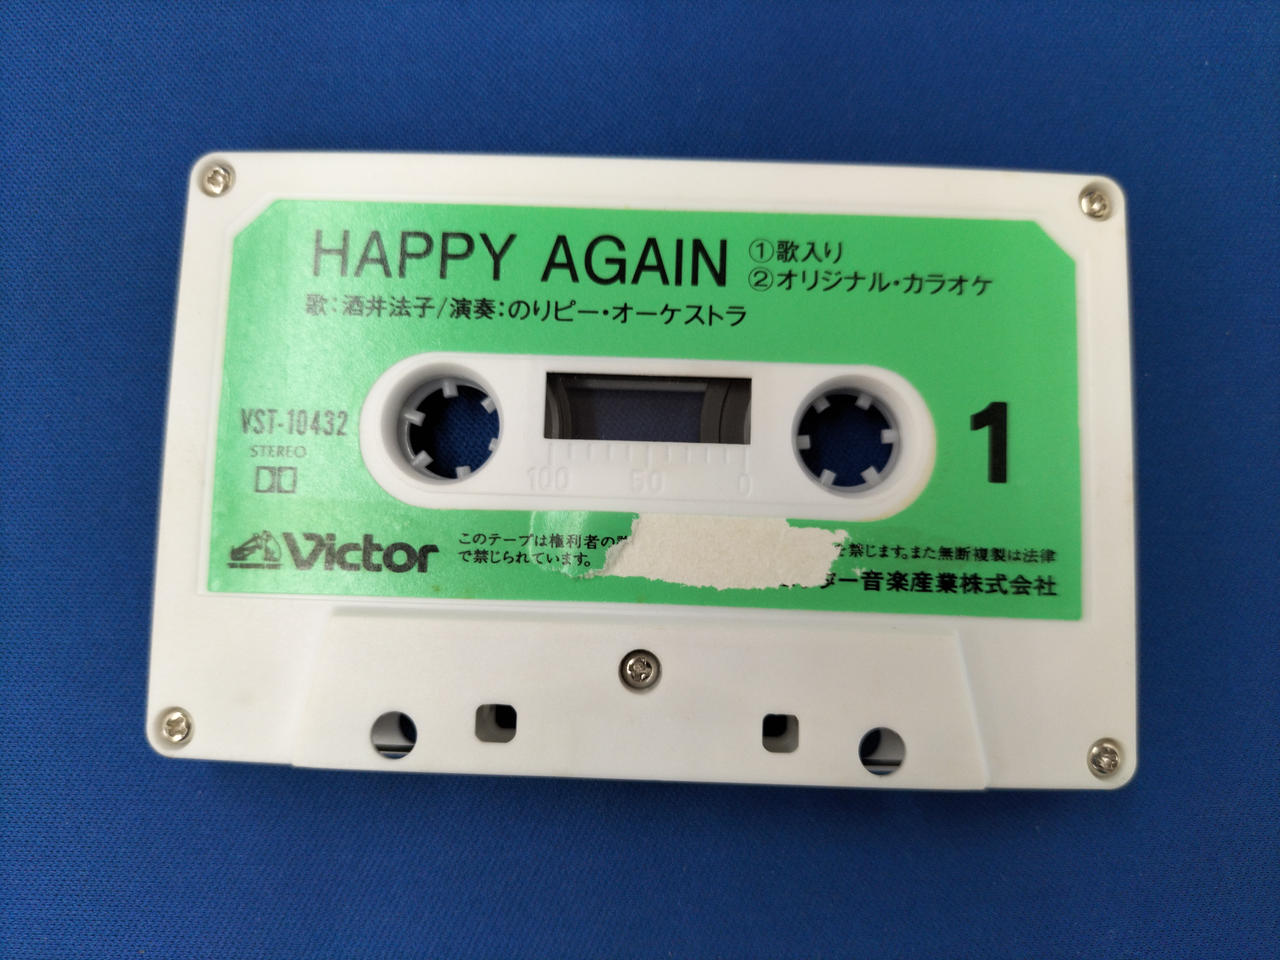 HAPPY AGAIN
①歌入り
②オリジナル・カラオケ
歌:酒井法子/演奏:のりピー・オーケストラ
VST-10432
STEREO
1
100 50 0
Victor
このテープは権利者の
を禁じます。また無断複製は法律
で禁じられています。
ー音楽産業株式会社